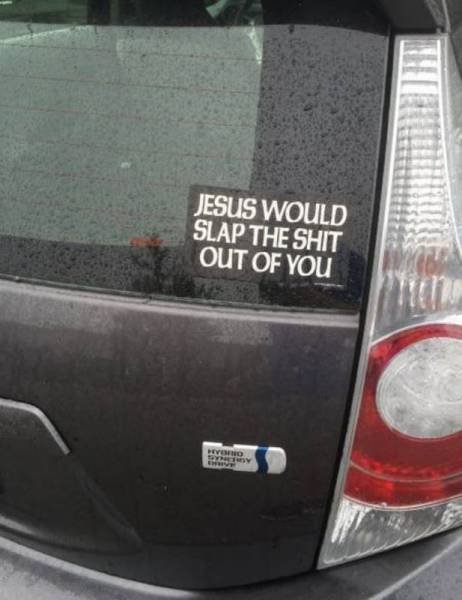 JESUS WOULD
SLAP THE SHIT
OUT OF YOU
HYBRID
SYNERGY
DRIVE